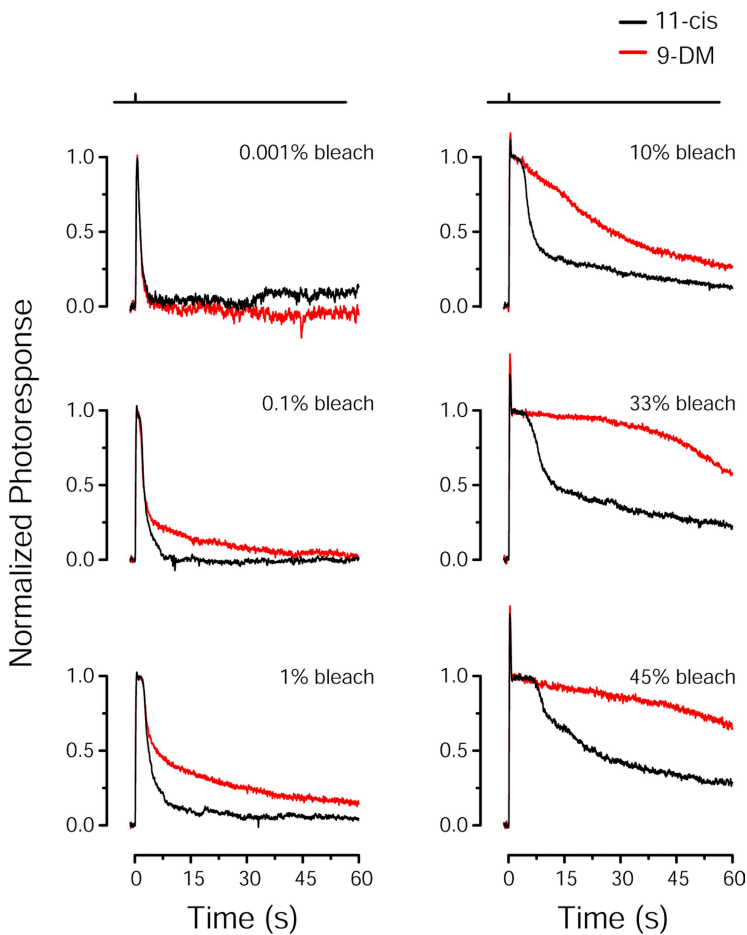 11-cis
9-DM
Normalized Photoresponse
0.001% bleach
1.0
0.5
0.0
0.1% bleach
1.0
0.5
0.0
1% bleach
1.0
0.5
0.0
0 15 30 45 60
Time (s)
10% bleach
1.0
0.5
0.0
33% bleach
1.0
0.5
0.0
45% bleach
1.0
0.5
0.0
0 15 30 45 60
Time (s)